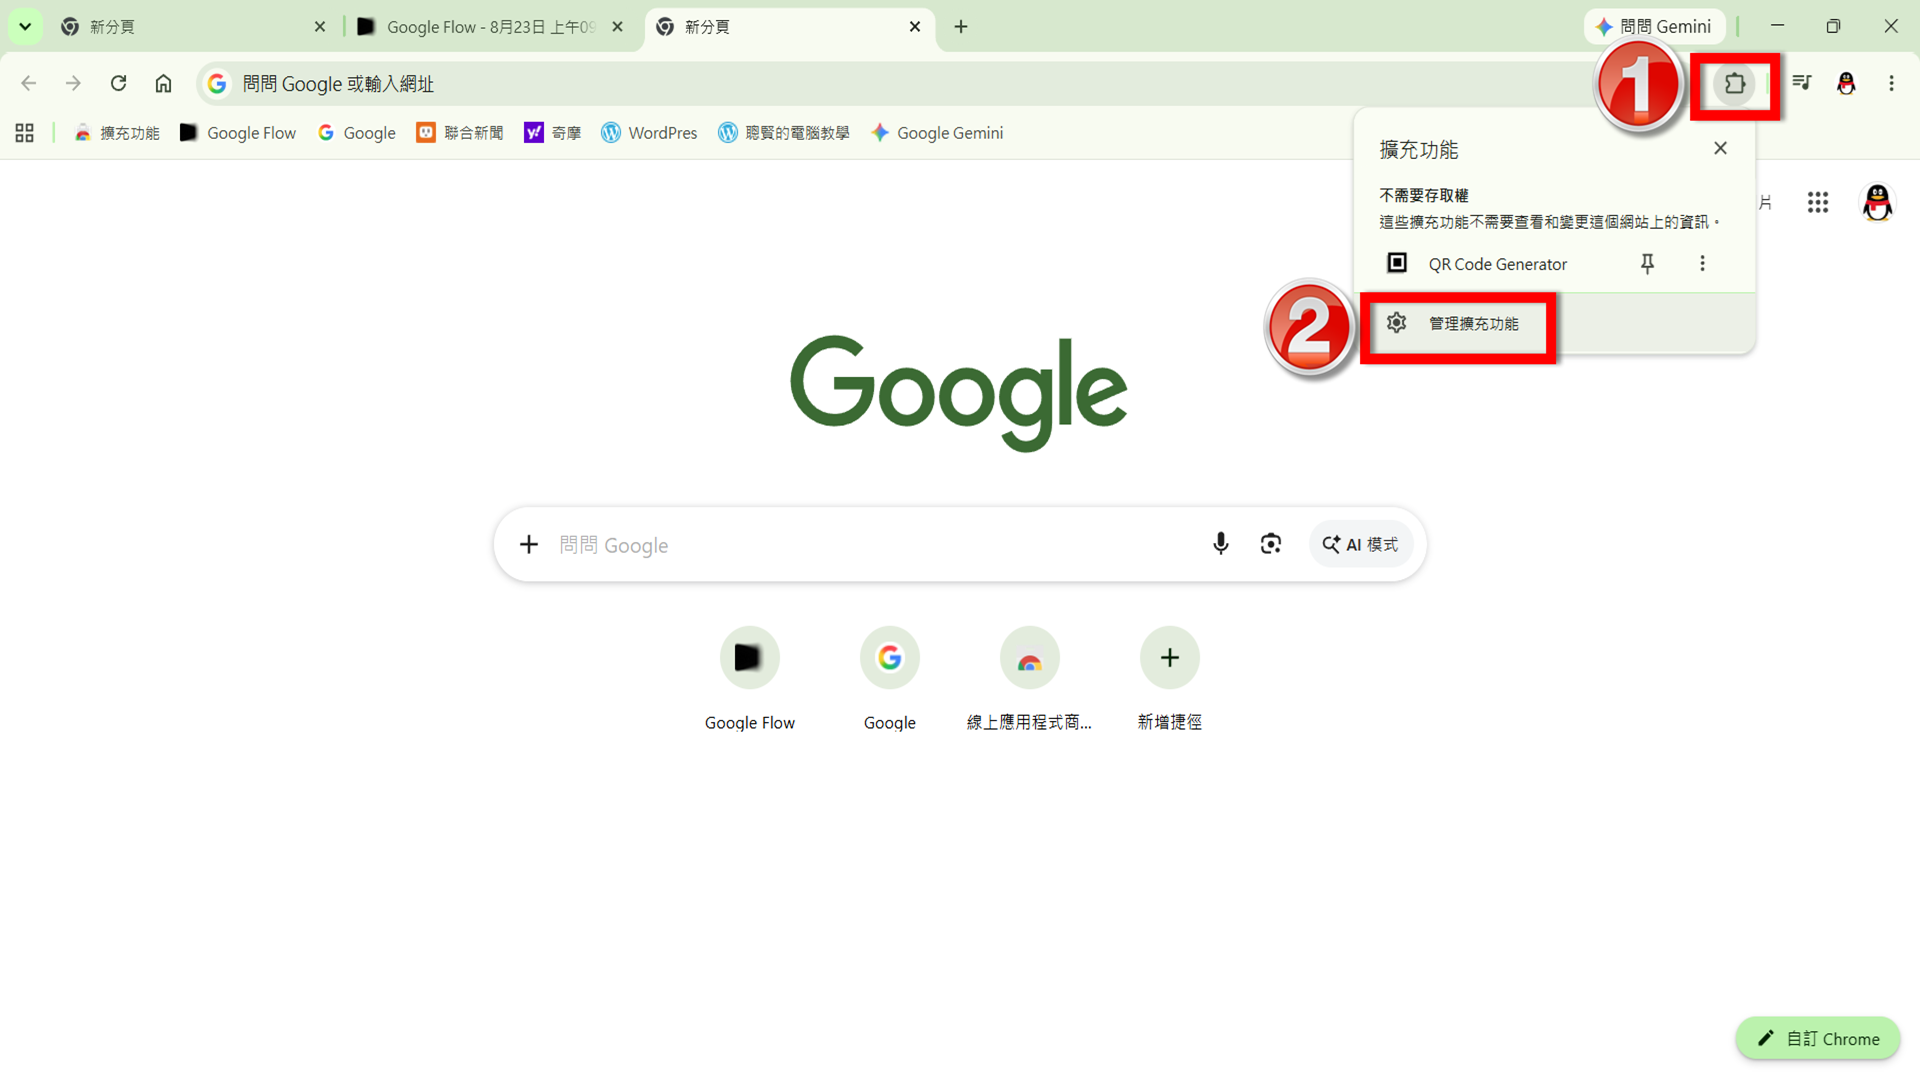 新分頁
Google Flow - 8月23日 上午09
新分頁
問問 Gemini
問問 Google 或輸入網址
1
擴充功能
Google Flow
Google
聯合新聞
奇摩
WordPres
聰賢的電腦教學
Google Gemini
擴充功能
不需要存取權
這些擴充功能不需要查看和變更這個網站上的資訊。
片
QR Code Generator
2
管理擴充功能
Google
問問 Google
AI 模式
Google Flow
Google
線上應用程式商...
新增捷徑
自訂 Chrome